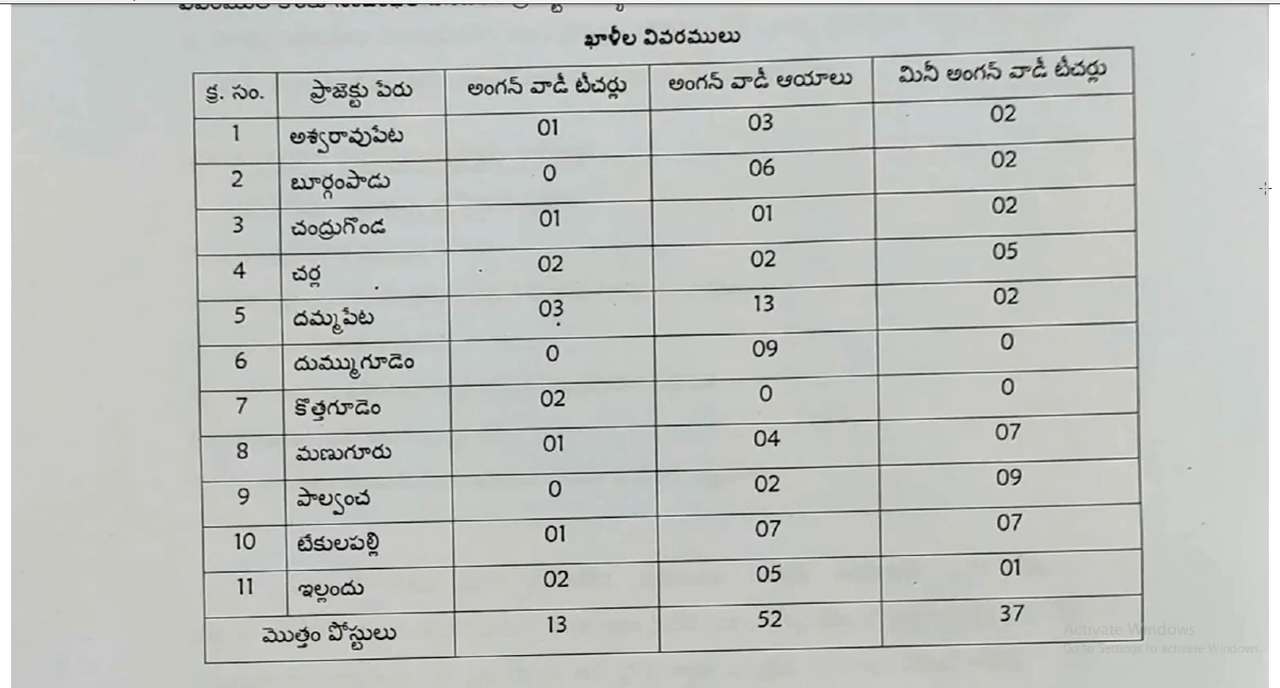 ఖాళీల వివరములు
క్ర. సం. ప్రాజెక్టు పేరు అంగన్ వాడీ టీచర్లు అంగన్ వాడీ ఆయాలు మినీ అంగన్ వాడీ టీచర్లు
1 అశ్వరావుపేట 01 03 02
2 బూర్గంపాడు 0 06 02
3 చంద్రుగొండ 01 01 02
4 చర్ల 02 02 05
5 దమ్మపేట 03 13 02
6 దుమ్ముగూడెం 0 09 0
7 కొత్తగూడెం 02 0 0
8 మణుగూరు 01 04 07
9 పాల్వంచ 0 02 09
10 టేకులపల్లి 01 07 07
11 ఇల్లందు 02 05 01
మొత్తం పోస్టులు 13 52 37
Activate Windows
Go to Settings to activate Windows.